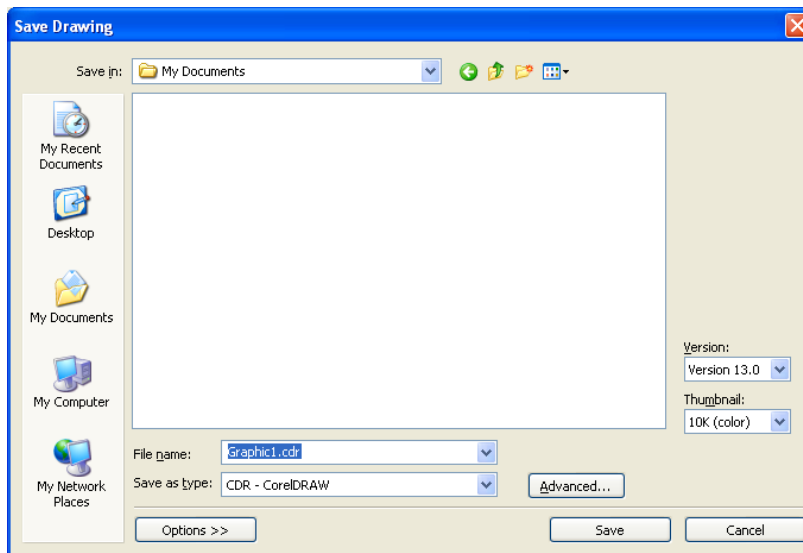 Save Drawing
Save in:
My Documents
My Recent
Documents
Desktop
My Documents
My Computer
My Network
Places
Version:
Version 13.0
Thumbnail:
10K (color)
File name:
Graphic1.cdr
Save as type:
CDR - CorelDRAW
Advanced...
Options >>
Save
Cancel